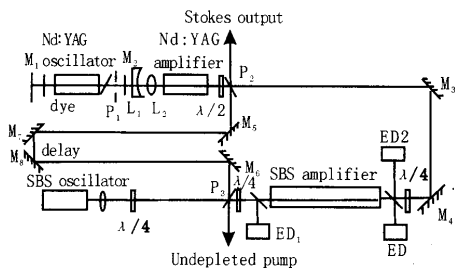 Stokes output
Nd:YAG
Nd:YAG
M1 oscillator
M2
amplifier
P2
M3
dye
P1
L1
L2
λ/2
M7
M5
M8
delay
M6
ED2
SBS oscillator
P3
λ/4
SBS amplifier
λ/4
λ/4
M4
ED1
ED
Undepleted pump